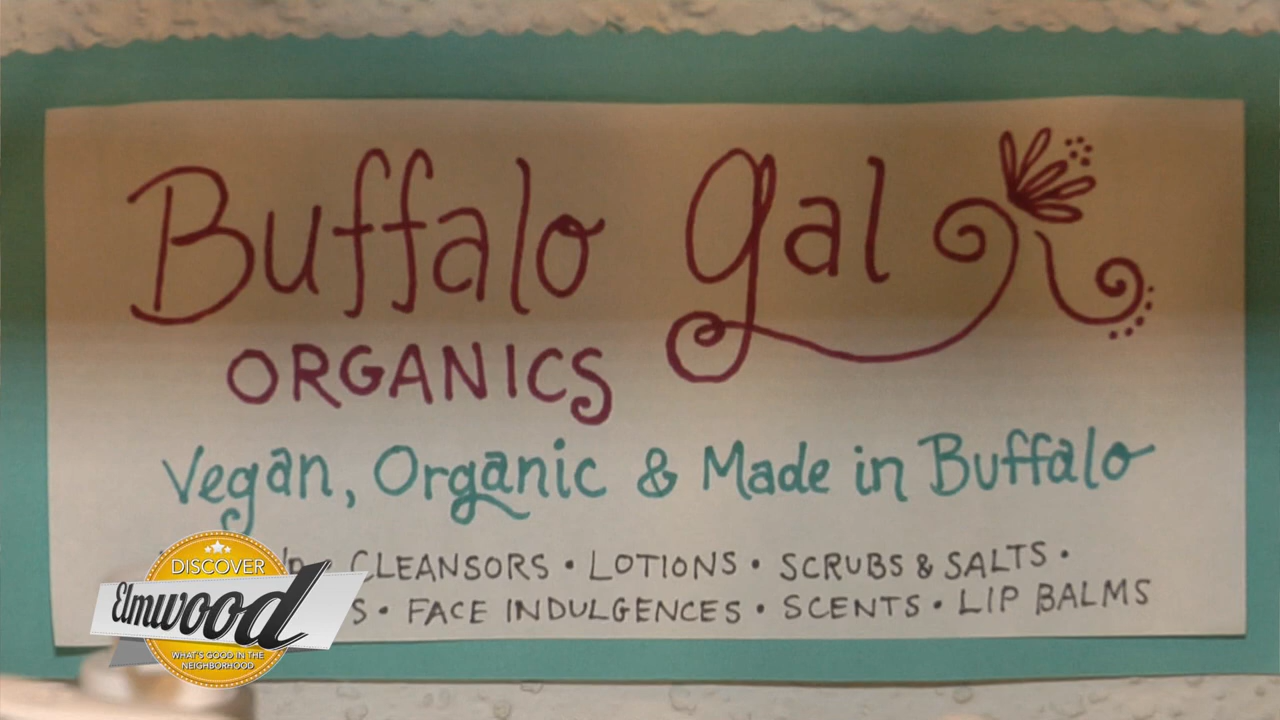 Buffalo gal
ORGANICS
Vegan, Organic & Made in Buffalo
CLEANSORS • LOTIONS • SCRUBS & SALTS •
• FACE INDULGENCES • SCENTS • LIP BALMS
DISCOVER
Elmwood
WHAT'S GOOD IN THE
NEIGHBORHOOD